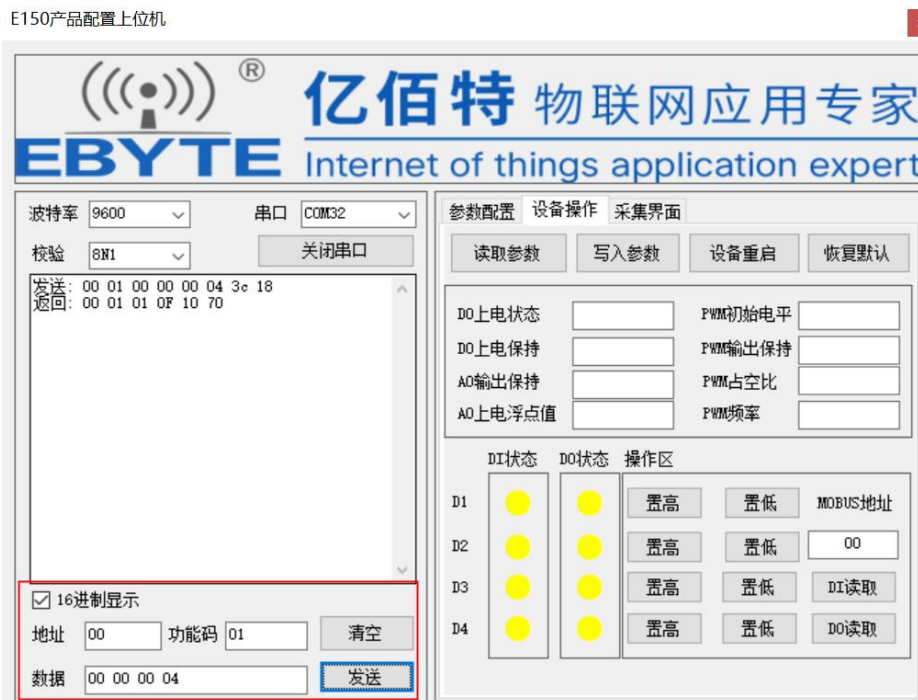 E150产品配置上位机
®
亿佰特 物联网应用专家
EBYTE Internet of things application expert
波特率 9600 串口 COM32
校验 8N1 关闭串口
发送: 00 01 00 00 00 04 3c 18
返回: 00 01 01 0F 10 70
16进制显示
地址 00 功能码 01 清空
数据 00 00 00 04 发送
参数配置 设备操作 采集界面
读取参数 写入参数 设备重启 恢复默认
DO上电状态 PWM初始电平
DO上电保持 PWM输出保持
AO输出保持 PWM占空比
AO上电浮点值 PWM频率
DI状态 DO状态 操作区
D1 置高 置低 MOBUS地址
D2 置高 置低 00
D3 置高 置低 DI读取
D4 置高 置低 DO读取